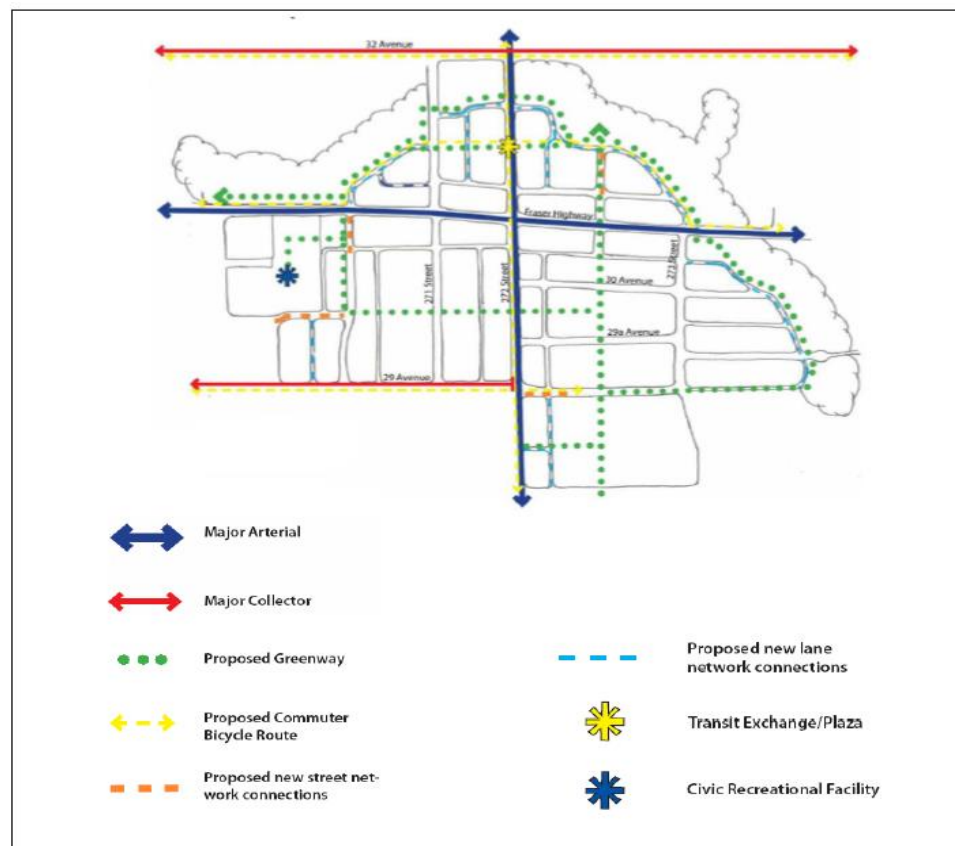 32 Avenue
Fraser Highway
271 Street
272 Street
273 Street
30 Avenue
29a Avenue
29 Avenue
Major Arterial
Major Collector
Proposed Greenway
Proposed Commuter
Bicycle Route
Proposed new street net-
work connections
Proposed new lane
network connections
Transit Exchange/Plaza
Civic Recreational Facility